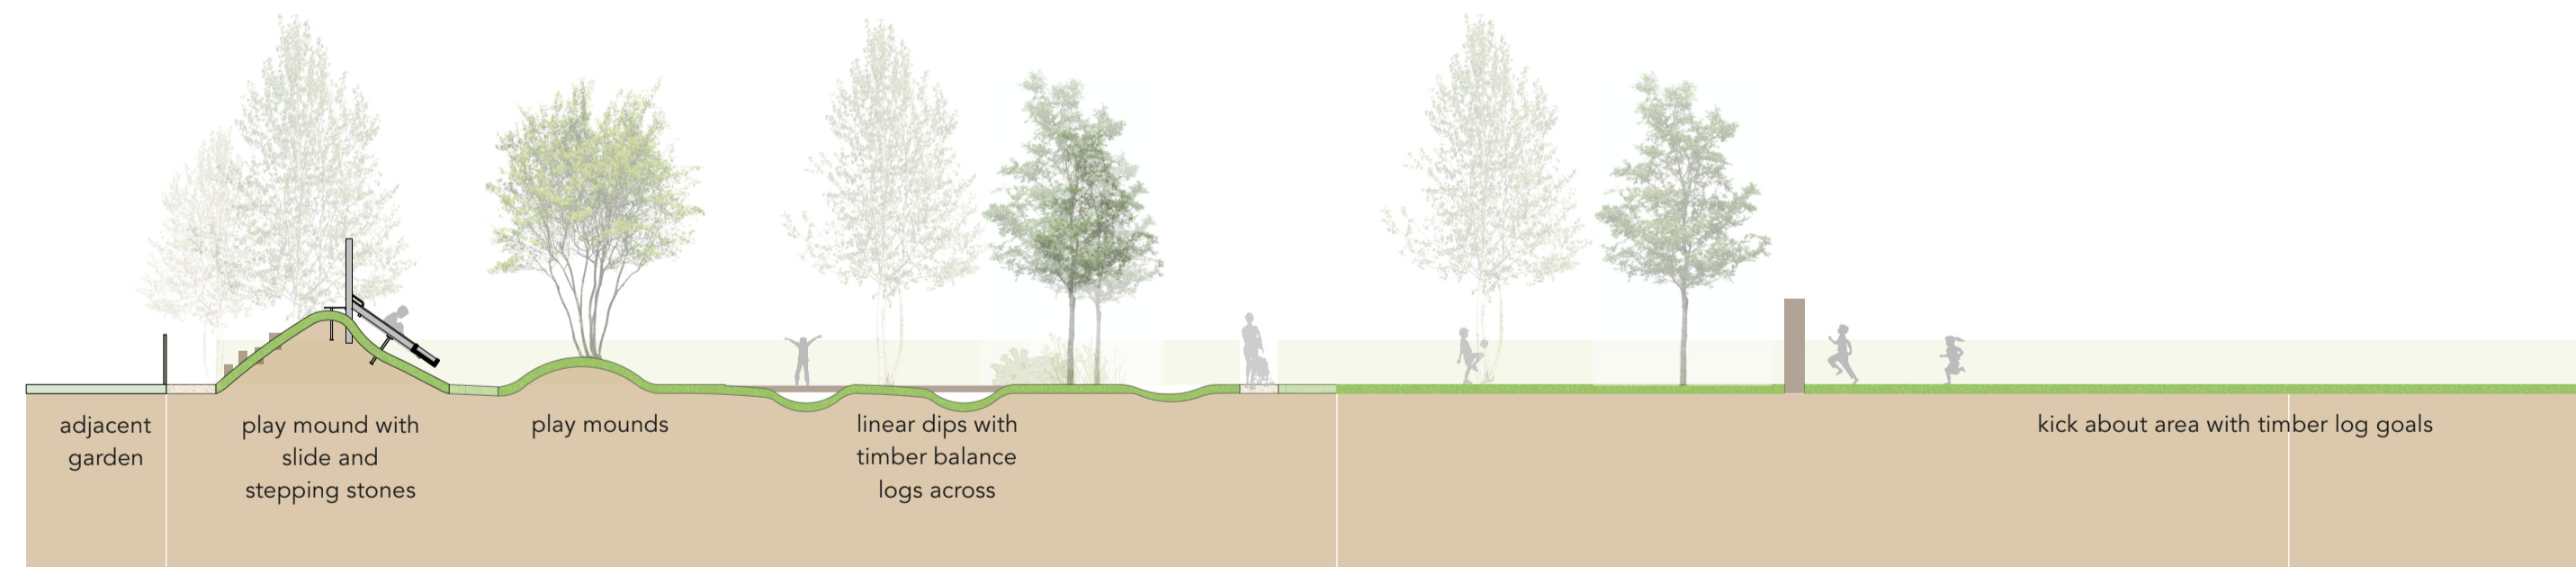 adjacent
garden
play mound with
slide and
stepping stones
play mounds
linear dips with
timber balance
logs across
kick about area with timber log goals